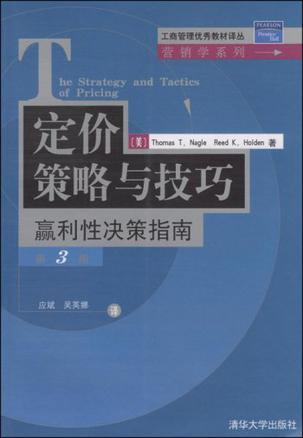 工商管理优秀教材译丛
营销学系列
PEARSON
Prentice
Hall
The Strategy and Tactics
of Pricing
定价
[美] Thomas T. Nagle Reed K. Holden 著
策略与技巧
赢利性决策指南
第3版
应斌 吴英娜 译
清华大学出版社